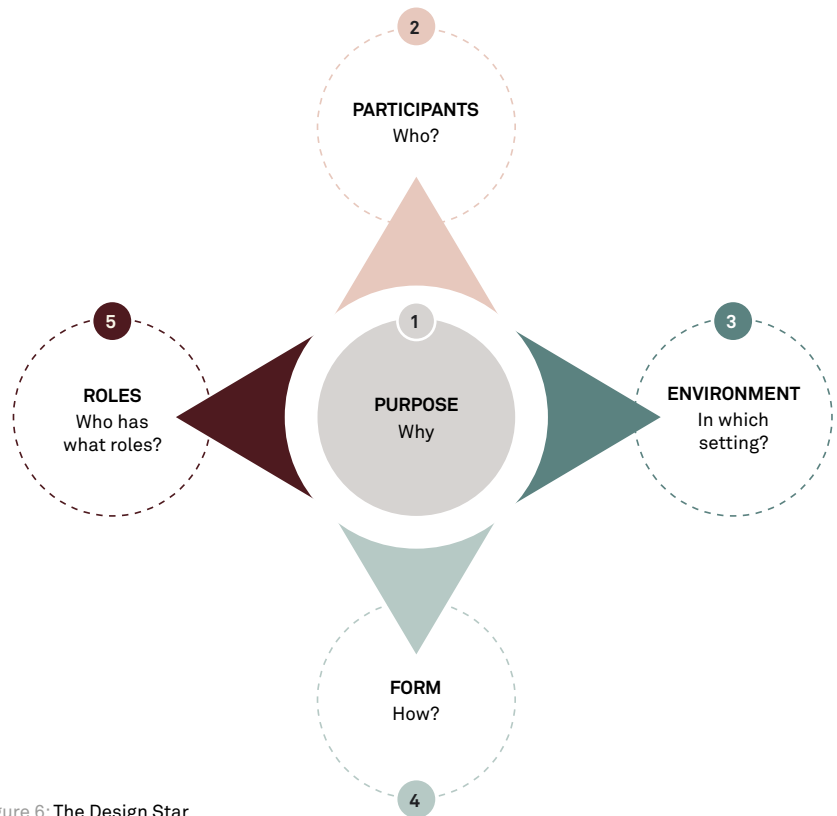 2
PARTICIPANTS
Who?
5
1
3
ROLES
Who has
what roles?
PURPOSE
Why
ENVIRONMENT
In which
setting?
FORM
How?
4
gure 6: The Design Star